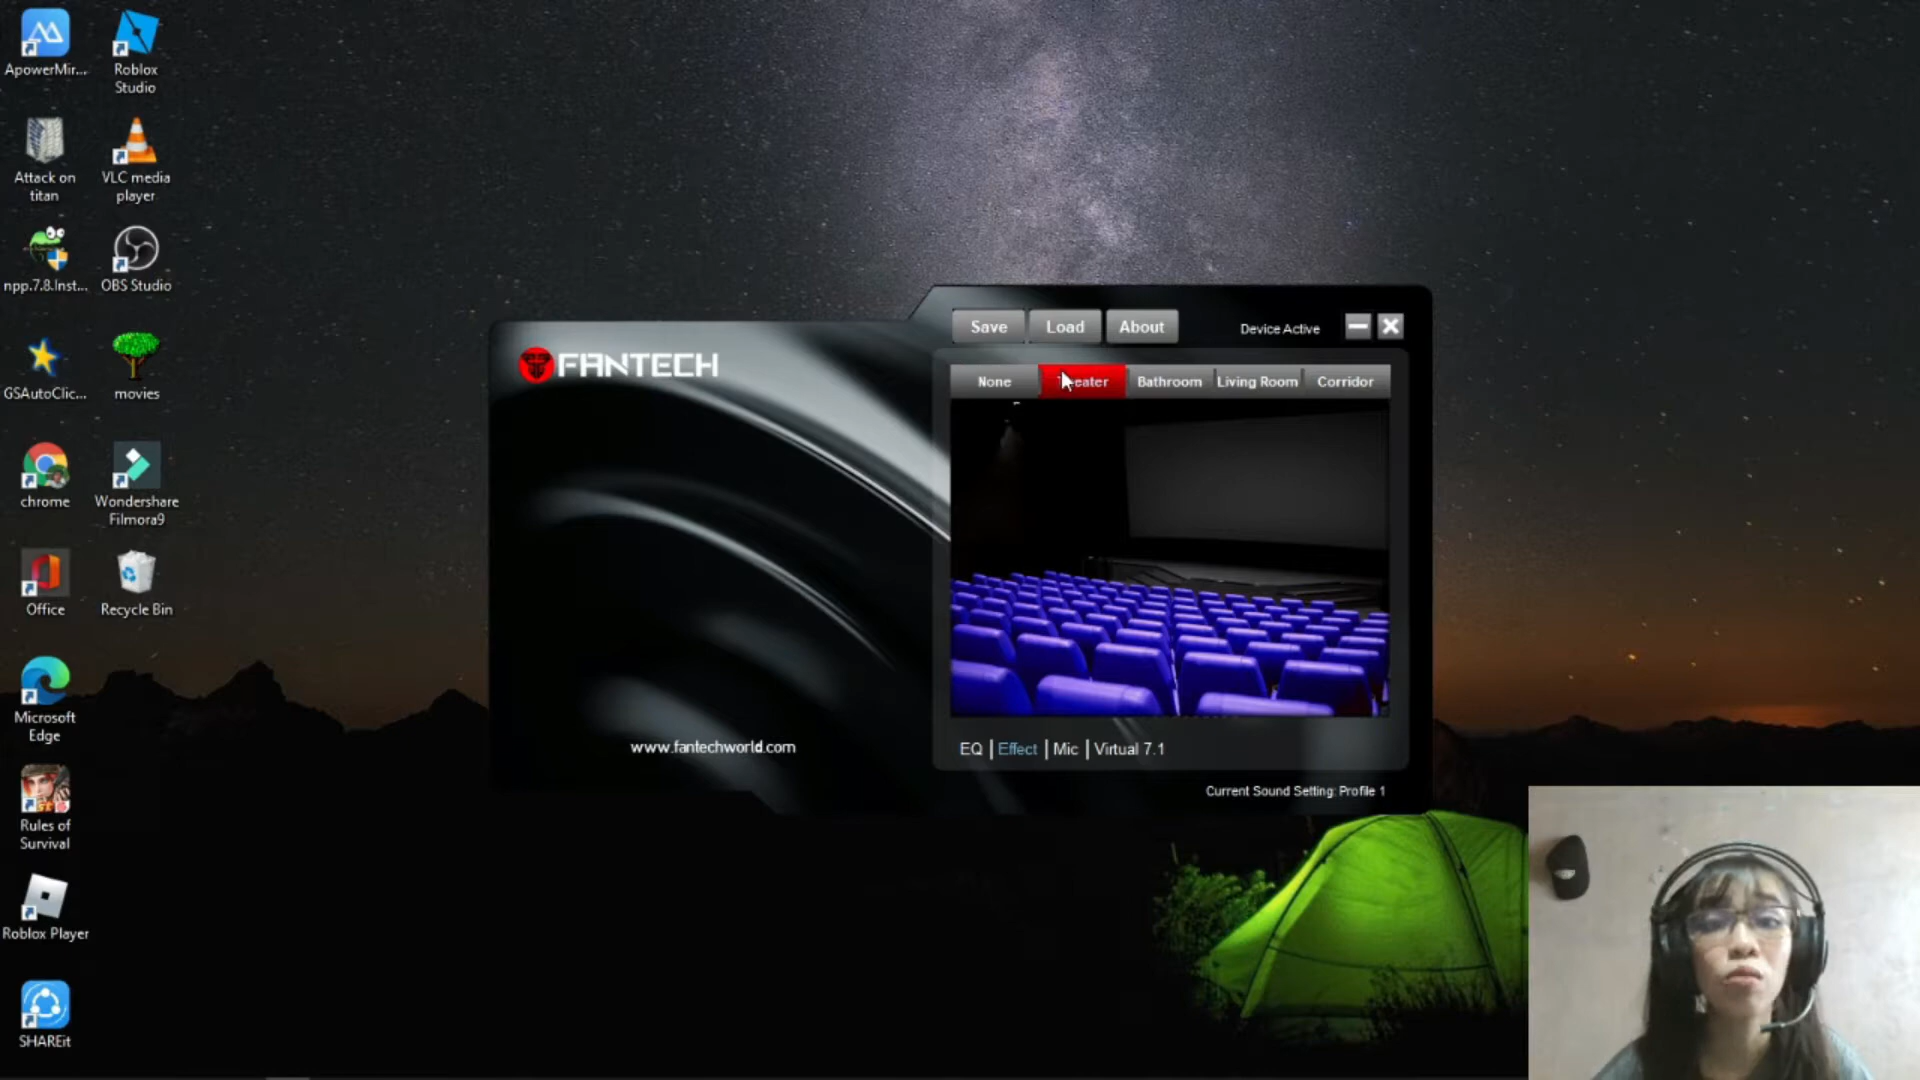 ApowerMir...
Roblox
Studio
Attack on
titan
VLC media
player
npp.7.8.Inst...
OBS Studio
GSAutoClic...
movies
chrome
Wondershare
Filmora9
Office
Recycle Bin
Microsoft
Edge
Rules of
Survival
Roblox Player
SHAREit
FANTECH
www.fantechworld.com
Save
Load
About
Device Active
None
Theater
Bathroom
Living Room
Corridor
EQ | Effect | Mic | Virtual 7.1
Current Sound Setting: Profile 1